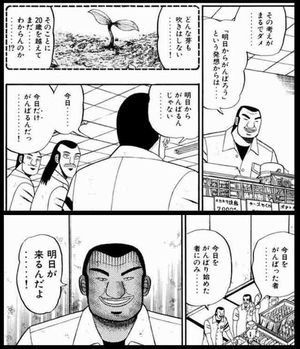 その考えが
まるでダメ
“明日からがんばろう”
という発想からは
‥‥‥‥
どんな芽も
吹きはしない
‥‥‥!
そのことに
20歳を越えて
まだ‥‥‥
わからんのか
‥‥‥!?
明日から
がんばるん
じゃない
‥‥‥‥
今日‥‥
今日だけ
がんばるんだっ‥‥!
今日を
がんばった者
‥‥‥‥
今日を
がんばり始めた
者にのみ‥‥
明日が
来るんだよ
‥‥‥!